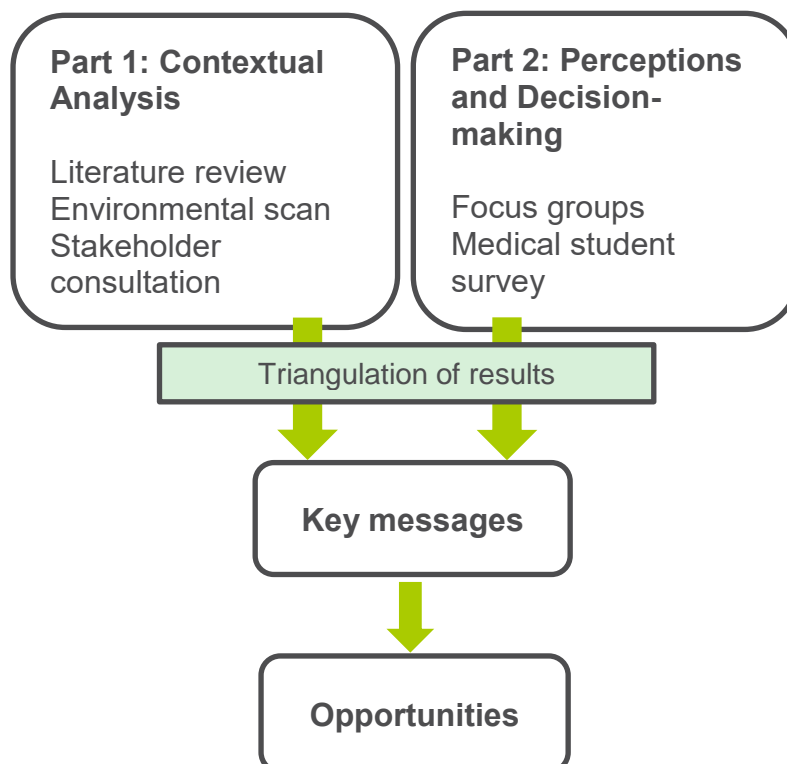 Part 1: Contextual
Analysis
Literature review
Environmental scan
Stakeholder
consultation
Part 2: Perceptions
and Decision-
making
Focus groups
Medical student
survey
Triangulation of results
Key messages
Opportunities